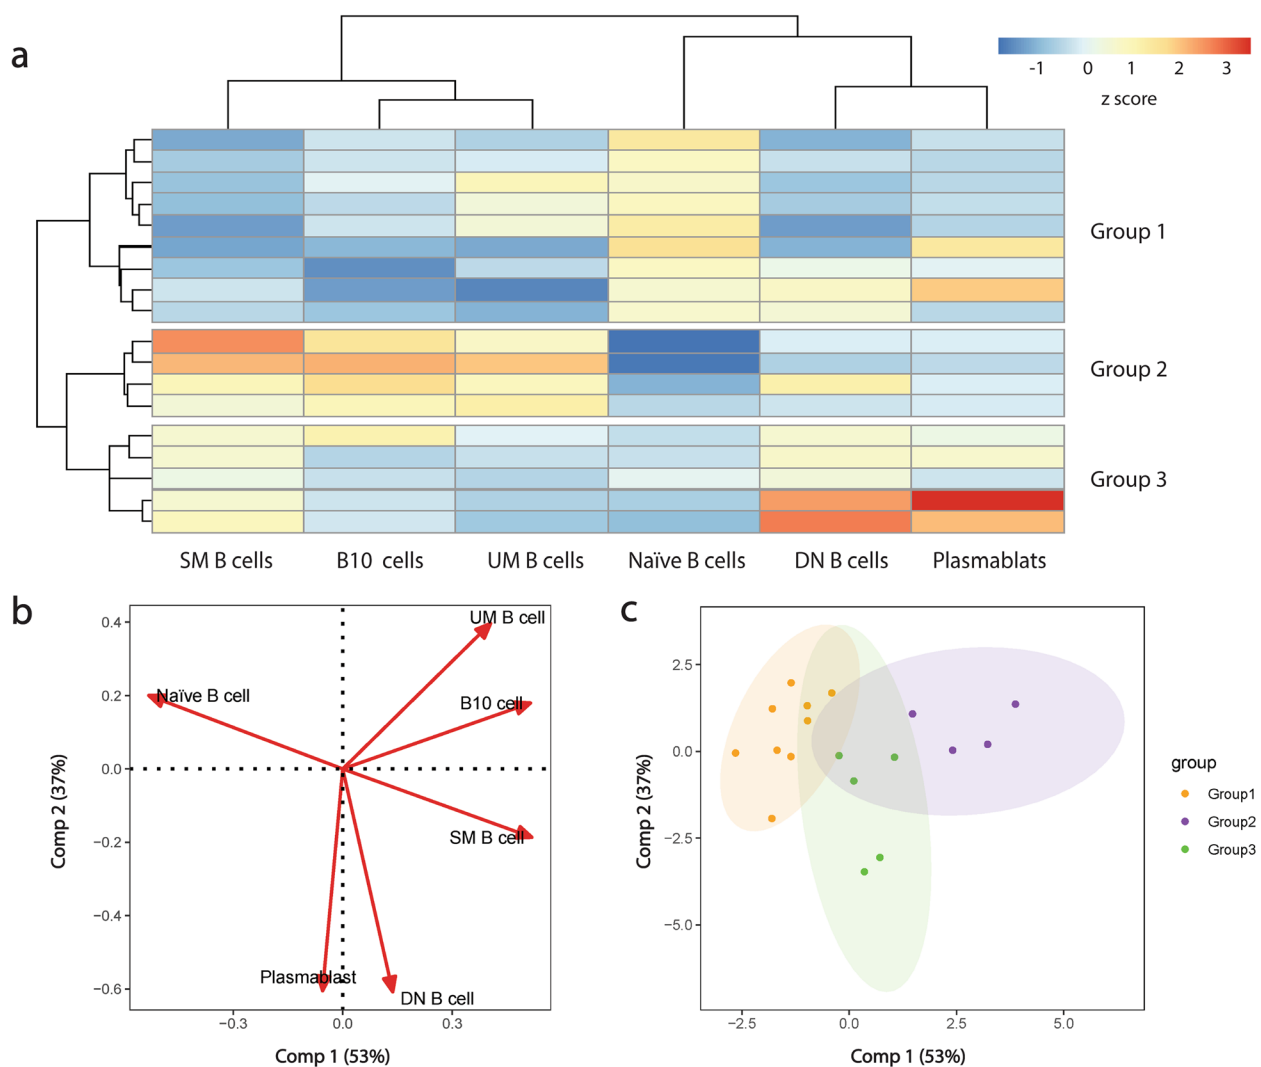 a
-1 0 1 2 3
z score
Group 1
Group 2
Group 3
SM B cells B10 cells UM B cells Naïve B cells DN B cells Plasmablats
b
0.4
0.2
0.0
−0.2
−0.4
−0.6
Comp 2 (37%)
UM B cell
Naïve B cell
B10 cell
SM B cell
Plasmablast
DN B cell
−0.3 0.0 0.3
Comp 1 (53%)
c
2.5
0.0
−2.5
−5.0
Comp 2 (37%)
−2.5 0.0 2.5 5.0
Comp 1 (53%)
group
Group1
Group2
Group3